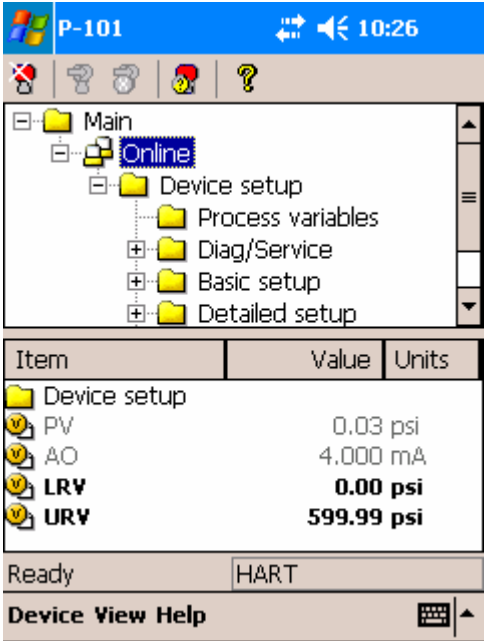 P-101 10:26
Main
Online
Device setup
Process variables
Diag/Service
Basic setup
Detailed setup
Item Value Units
Device setup
PV 0.03 psi
AO 4.000 mA
LRV 0.00 psi
URV 599.99 psi
Ready HART
Device View Help